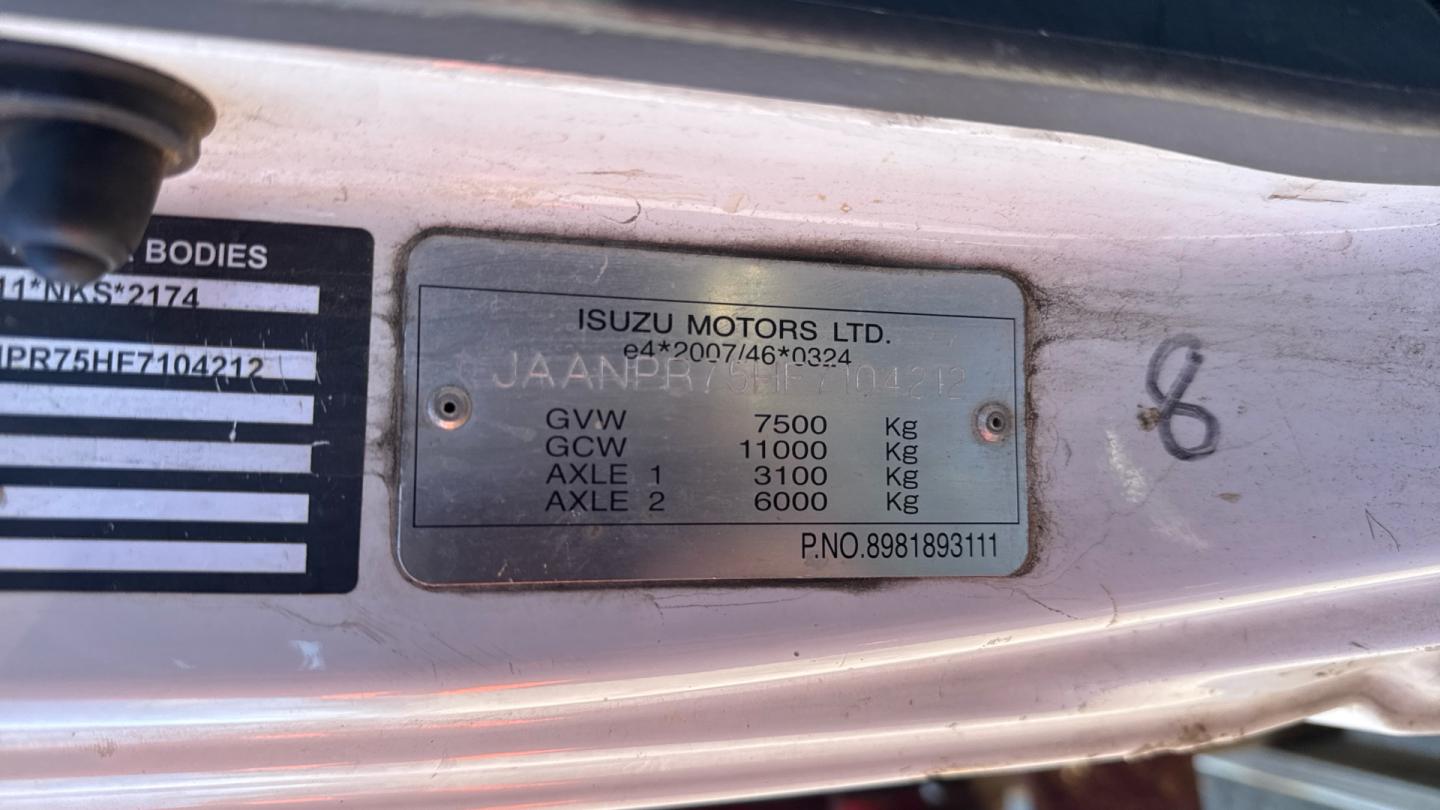 BODIES
11*NKS*2174
NPR75HF7104212
ISUZU MOTORS LTD.
e4*2007/46*0324
JAANPR75HF7104212
GVW 7500 Kg
GCW 11000 Kg
AXLE 1 3100 Kg
AXLE 2 6000 Kg
P.NO.8981893111
8